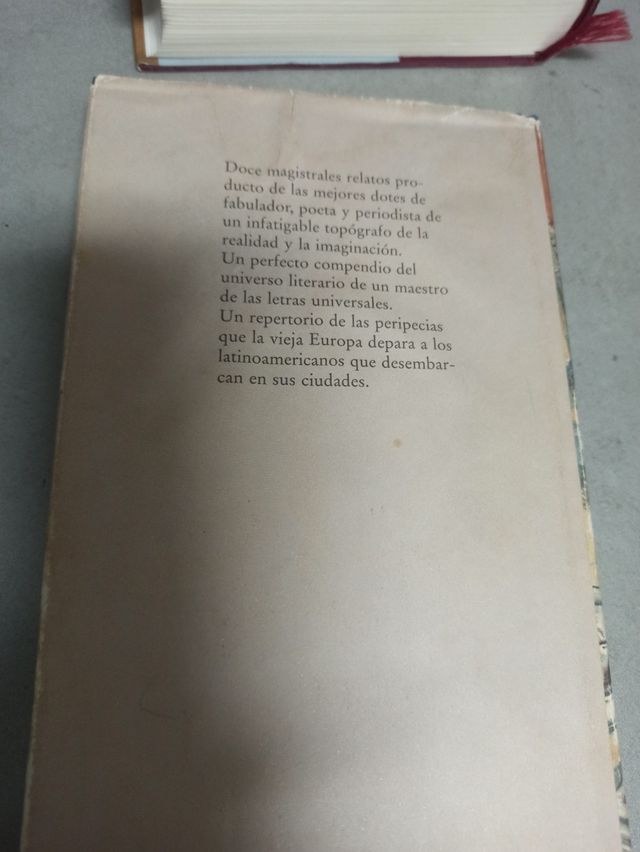 Doce magistrales relatos pro-
ducto de las mejores dotes de
fabulador, poeta y periodista de
un infatigable topógrafo de la
realidad y la imaginación.
Un perfecto compendio del
universo literario de un maestro
de las letras universales.
Un repertorio de las peripecias
que la vieja Europa depara a los
latinoamericanos que desembar-
can en sus ciudades.